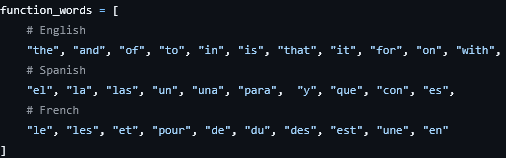 function_words = [
# English
"the", "and", "of", "to", "in", "is", "that", "it", "for", "on", "with",
# Spanish
"el", "la", "las", "un", "una", "para",  "y", "que", "con", "es",
# French
"le", "les", "et", "pour", "de", "du", "des", "est", "une", "en"
]